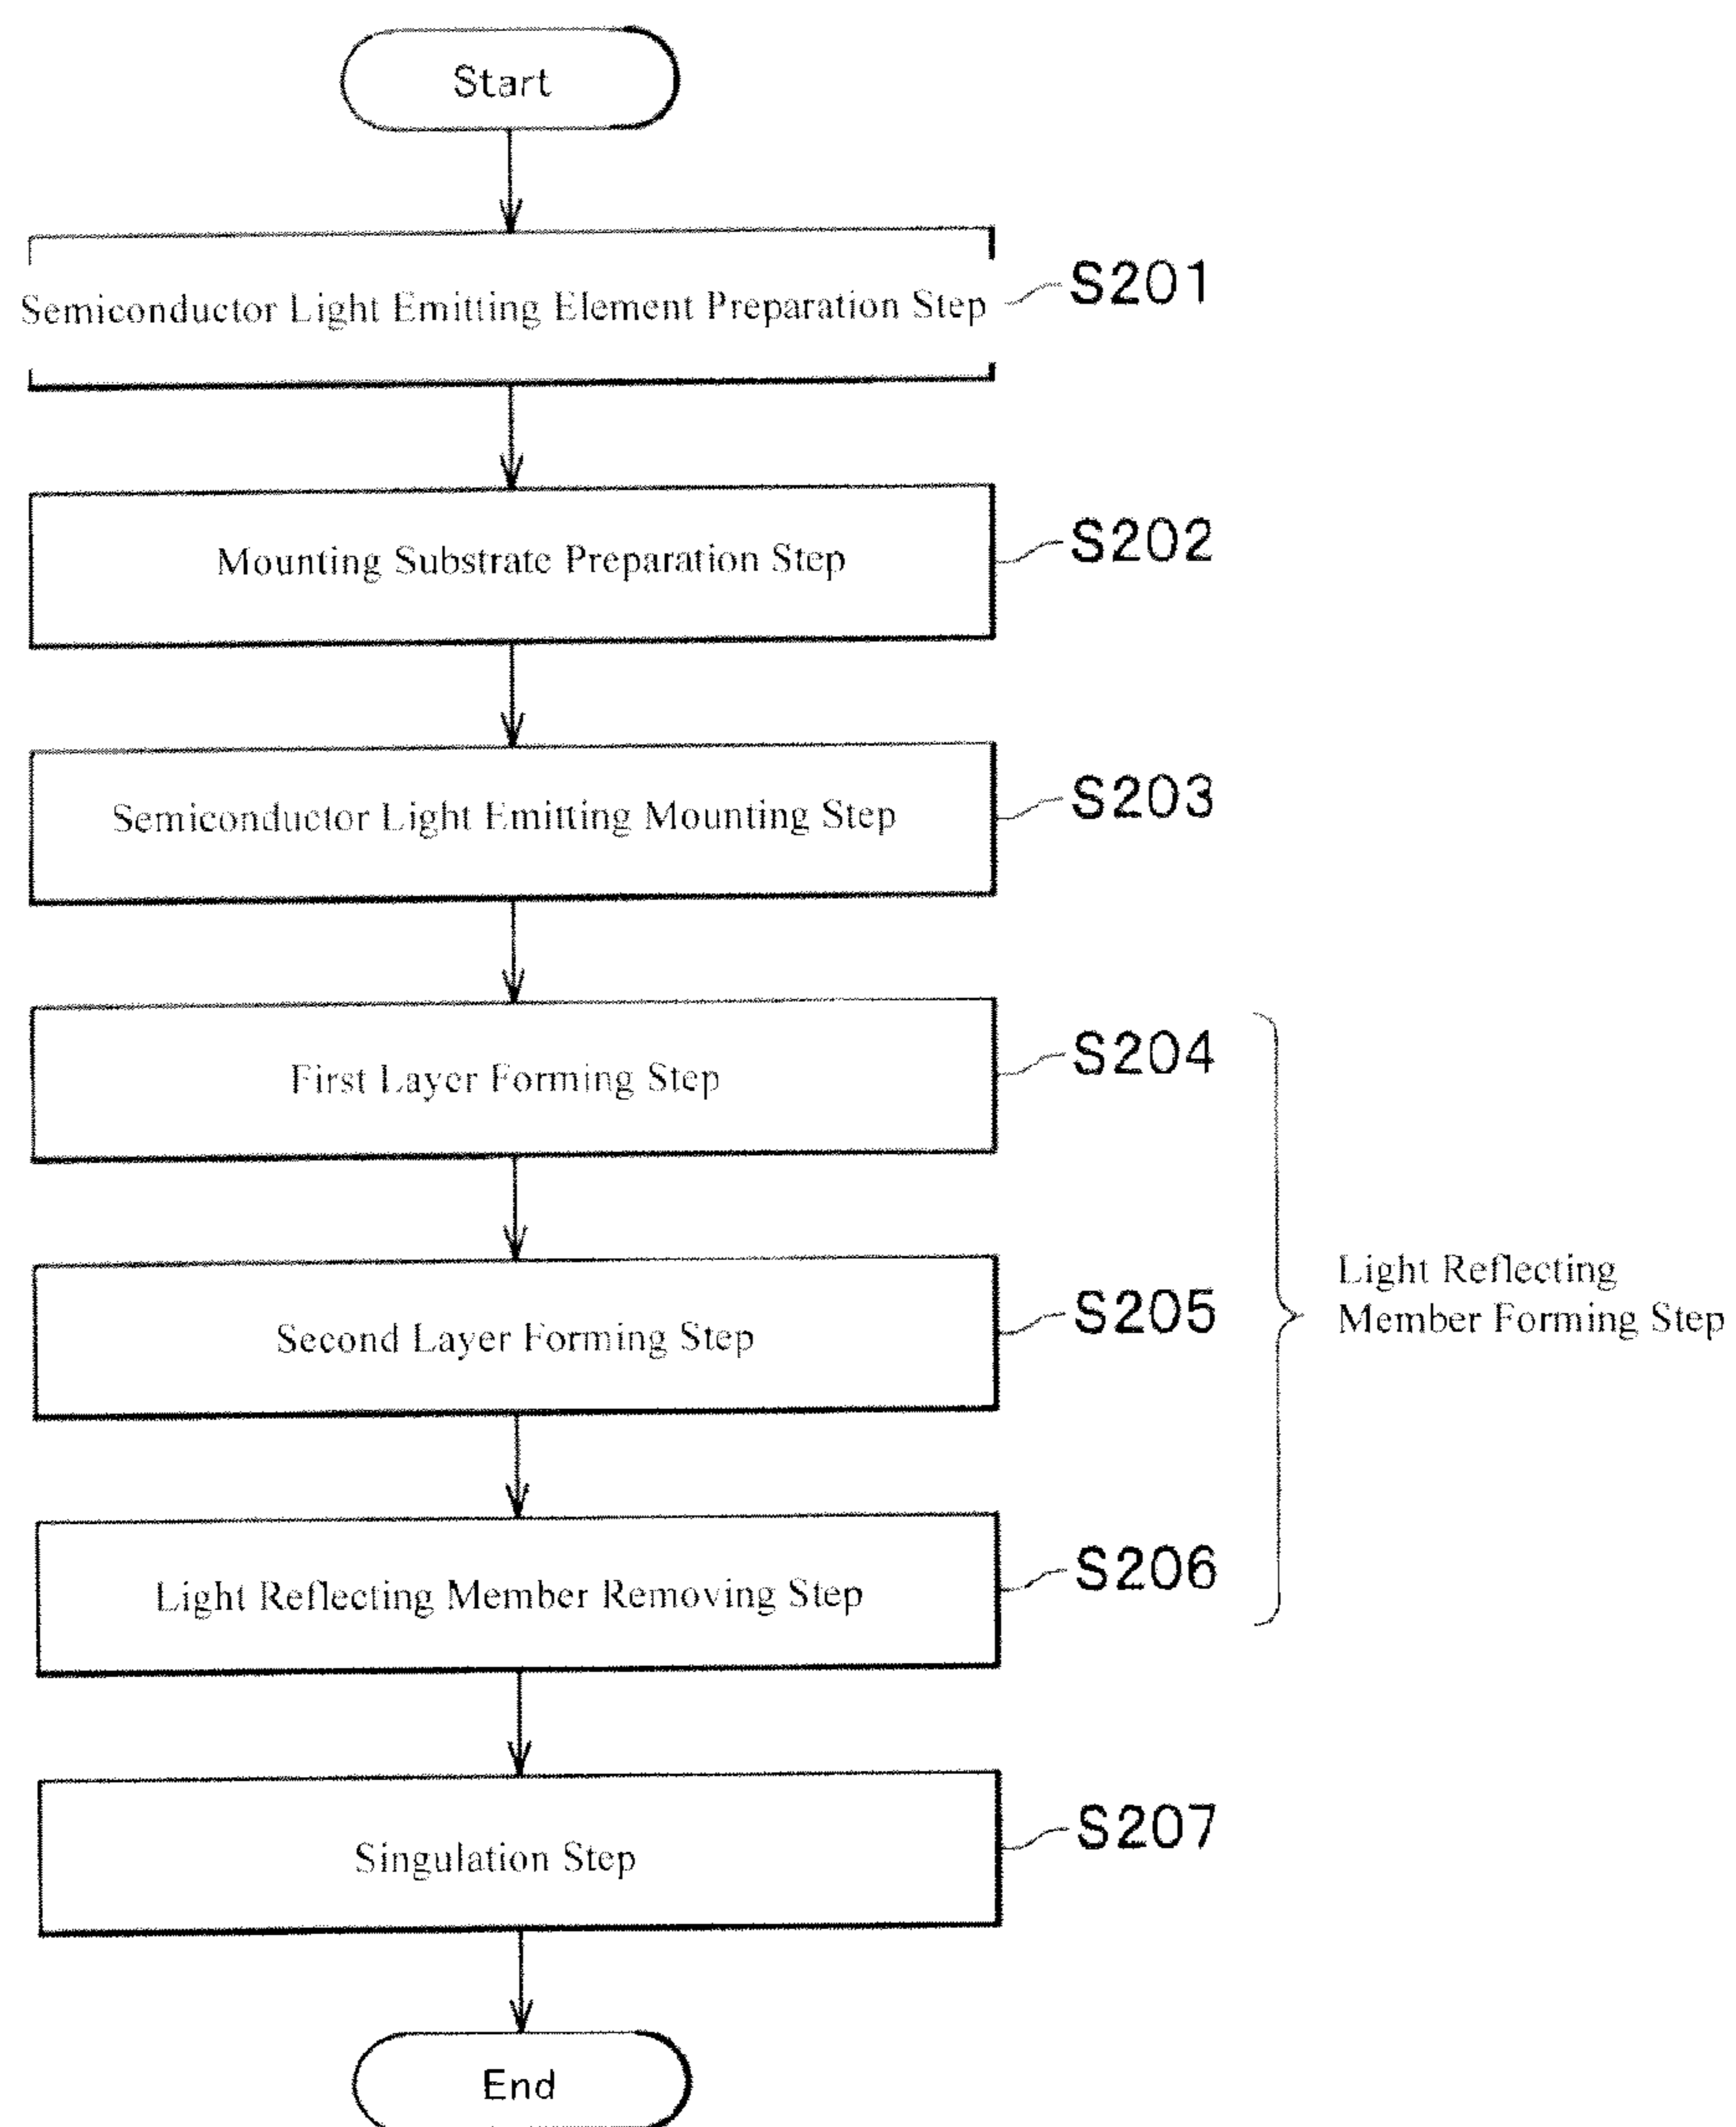 Start
Semiconductor Light Emitting Element Preparation Step
S201
Mounting Substrate Preparation Step
S202
Semiconductor Light Emitting Mounting Step
S203
First Layer Forming Step
S204
Second Layer Forming Step
S205
Light Reflecting
Member Forming Step
Light Reflecting Member Removing Step
S206
Singulation Step
S207
End